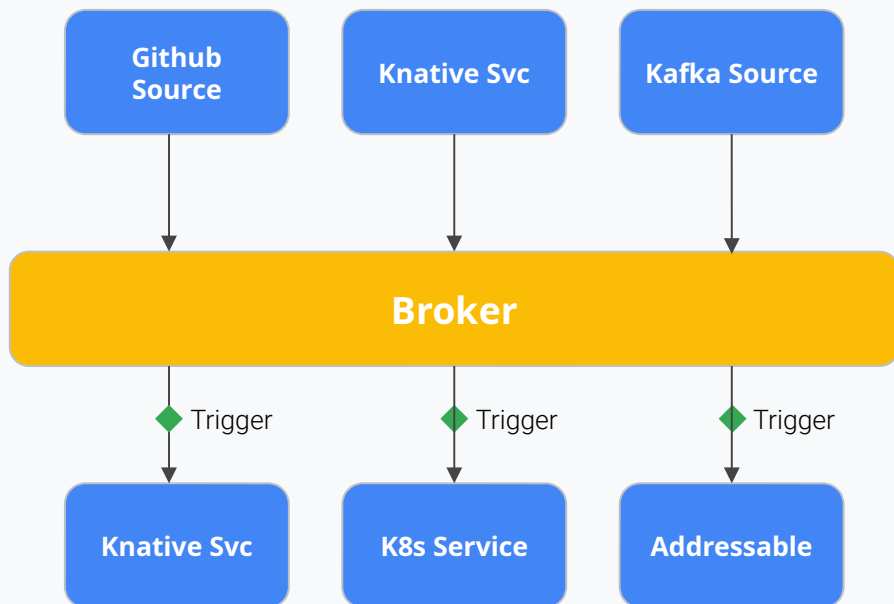 Github
Source
Knative Svc
Kafka Source
Broker
Trigger
Trigger
Trigger
Knative Svc
K8s Service
Addressable